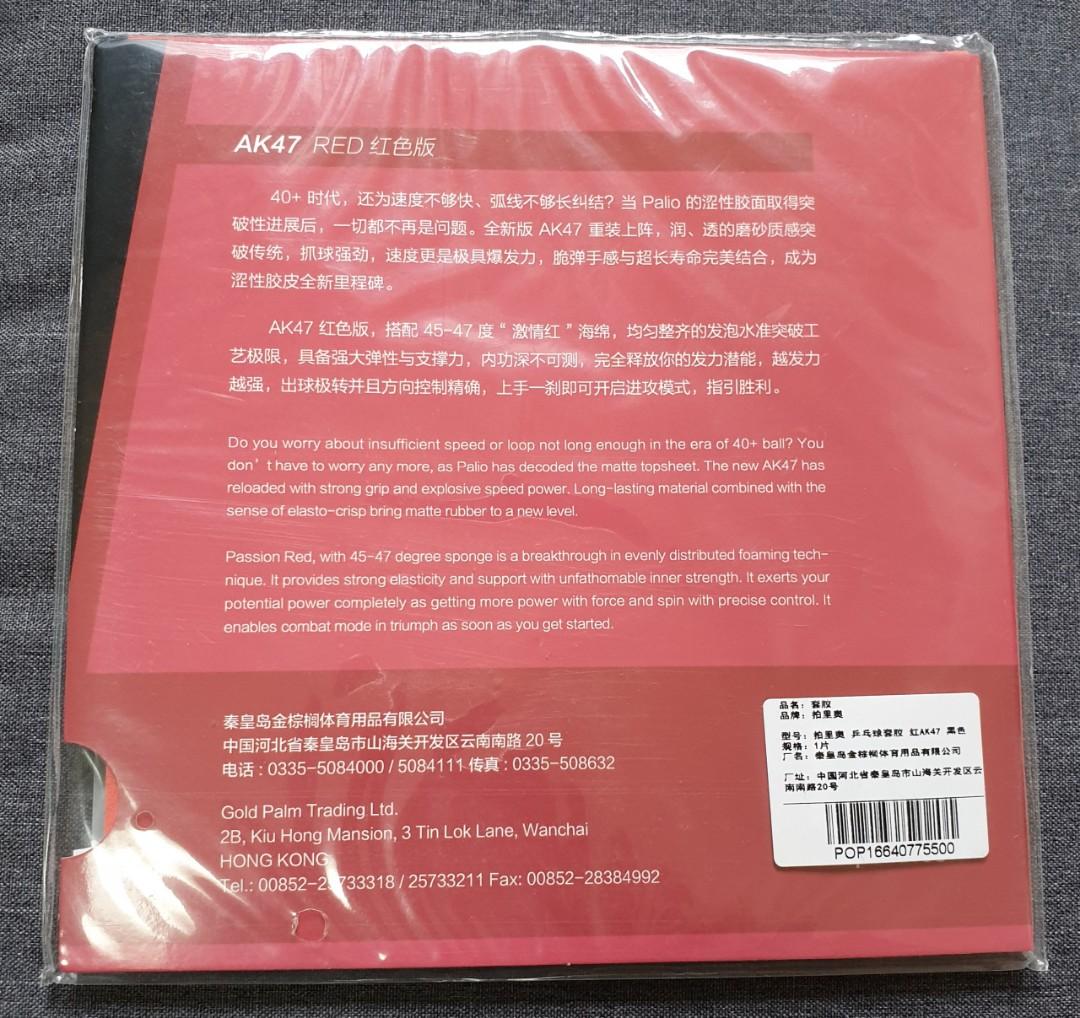 AK47 RED 红色版
40+ 时代，还为速度不够快、弧线不够长纠结？当 Palio 的涩性胶面取得突
破性进展后，一切都不再是问题。全新版 AK47 重装上阵，润、透的磨砂质感突
破传统，抓球强劲，速度更是极具爆发力，脆弹手感与超长寿命完美结合，成为
涩性胶皮全新里程碑。
AK47 红色版，搭配 45-47 度 “ 激情红 ” 海绵，均匀整齐的发泡水准突破工
艺极限，具备强大弹性与支撑力，内功深不可测，完全释放你的发力潜能，越发力
越强，出球极转并且方向控制精确，上手一刹即可开启进攻模式，指引胜利。
Do you worry about insufficient speed or loop not long enough in the era of 40+ ball? You
don’ t have to worry any more, as Palio has decoded the matte topsheet. The new AK47 has
reloaded with strong grip and explosive speed power. Long-lasting material combined with the
sense of elasto-crisp bring matte rubber to a new level.
Passion Red, with 45-47 degree sponge is a breakthrough in evenly distributed foaming tech-
nique. It provides strong elasticity and support with unfathomable inner strength. It exerts your
potential power completely as getting more power with force and spin with precise control. It
enables combat mode in triumph as soon as you get started.
秦皇岛金棕榈体育用品有限公司
中国河北省秦皇岛市山海关开发区云南南路 20 号
电话 : 0335-5084000 / 5084111 传真 : 0335-508632
Gold Palm Trading Ltd.
2B, Kiu Hong Mansion, 3 Tin Lok Lane, Wanchai
HONG KONG
Tel.: 00852-25733318 / 25733211 Fax: 00852-28384992
品名：套胶
品牌：拍里奥
型号：拍里奥 乒乓球套胶 红AK47 黑色
规格：1片
厂名：秦皇岛金棕榈体育用品有限公司
厂址：中国河北省秦皇岛市山海关开发区云
南南路20号
POP16640775500